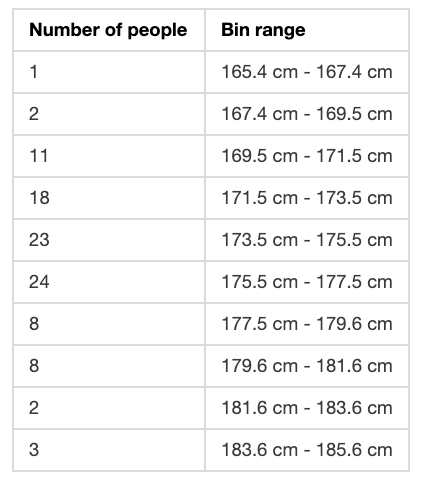 Number of people Bin range
1 165.4 cm - 167.4 cm
2 167.4 cm - 169.5 cm
11 169.5 cm - 171.5 cm
18 171.5 cm - 173.5 cm
23 173.5 cm - 175.5 cm
24 175.5 cm - 177.5 cm
8 177.5 cm - 179.6 cm
8 179.6 cm - 181.6 cm
2 181.6 cm - 183.6 cm
3 183.6 cm - 185.6 cm